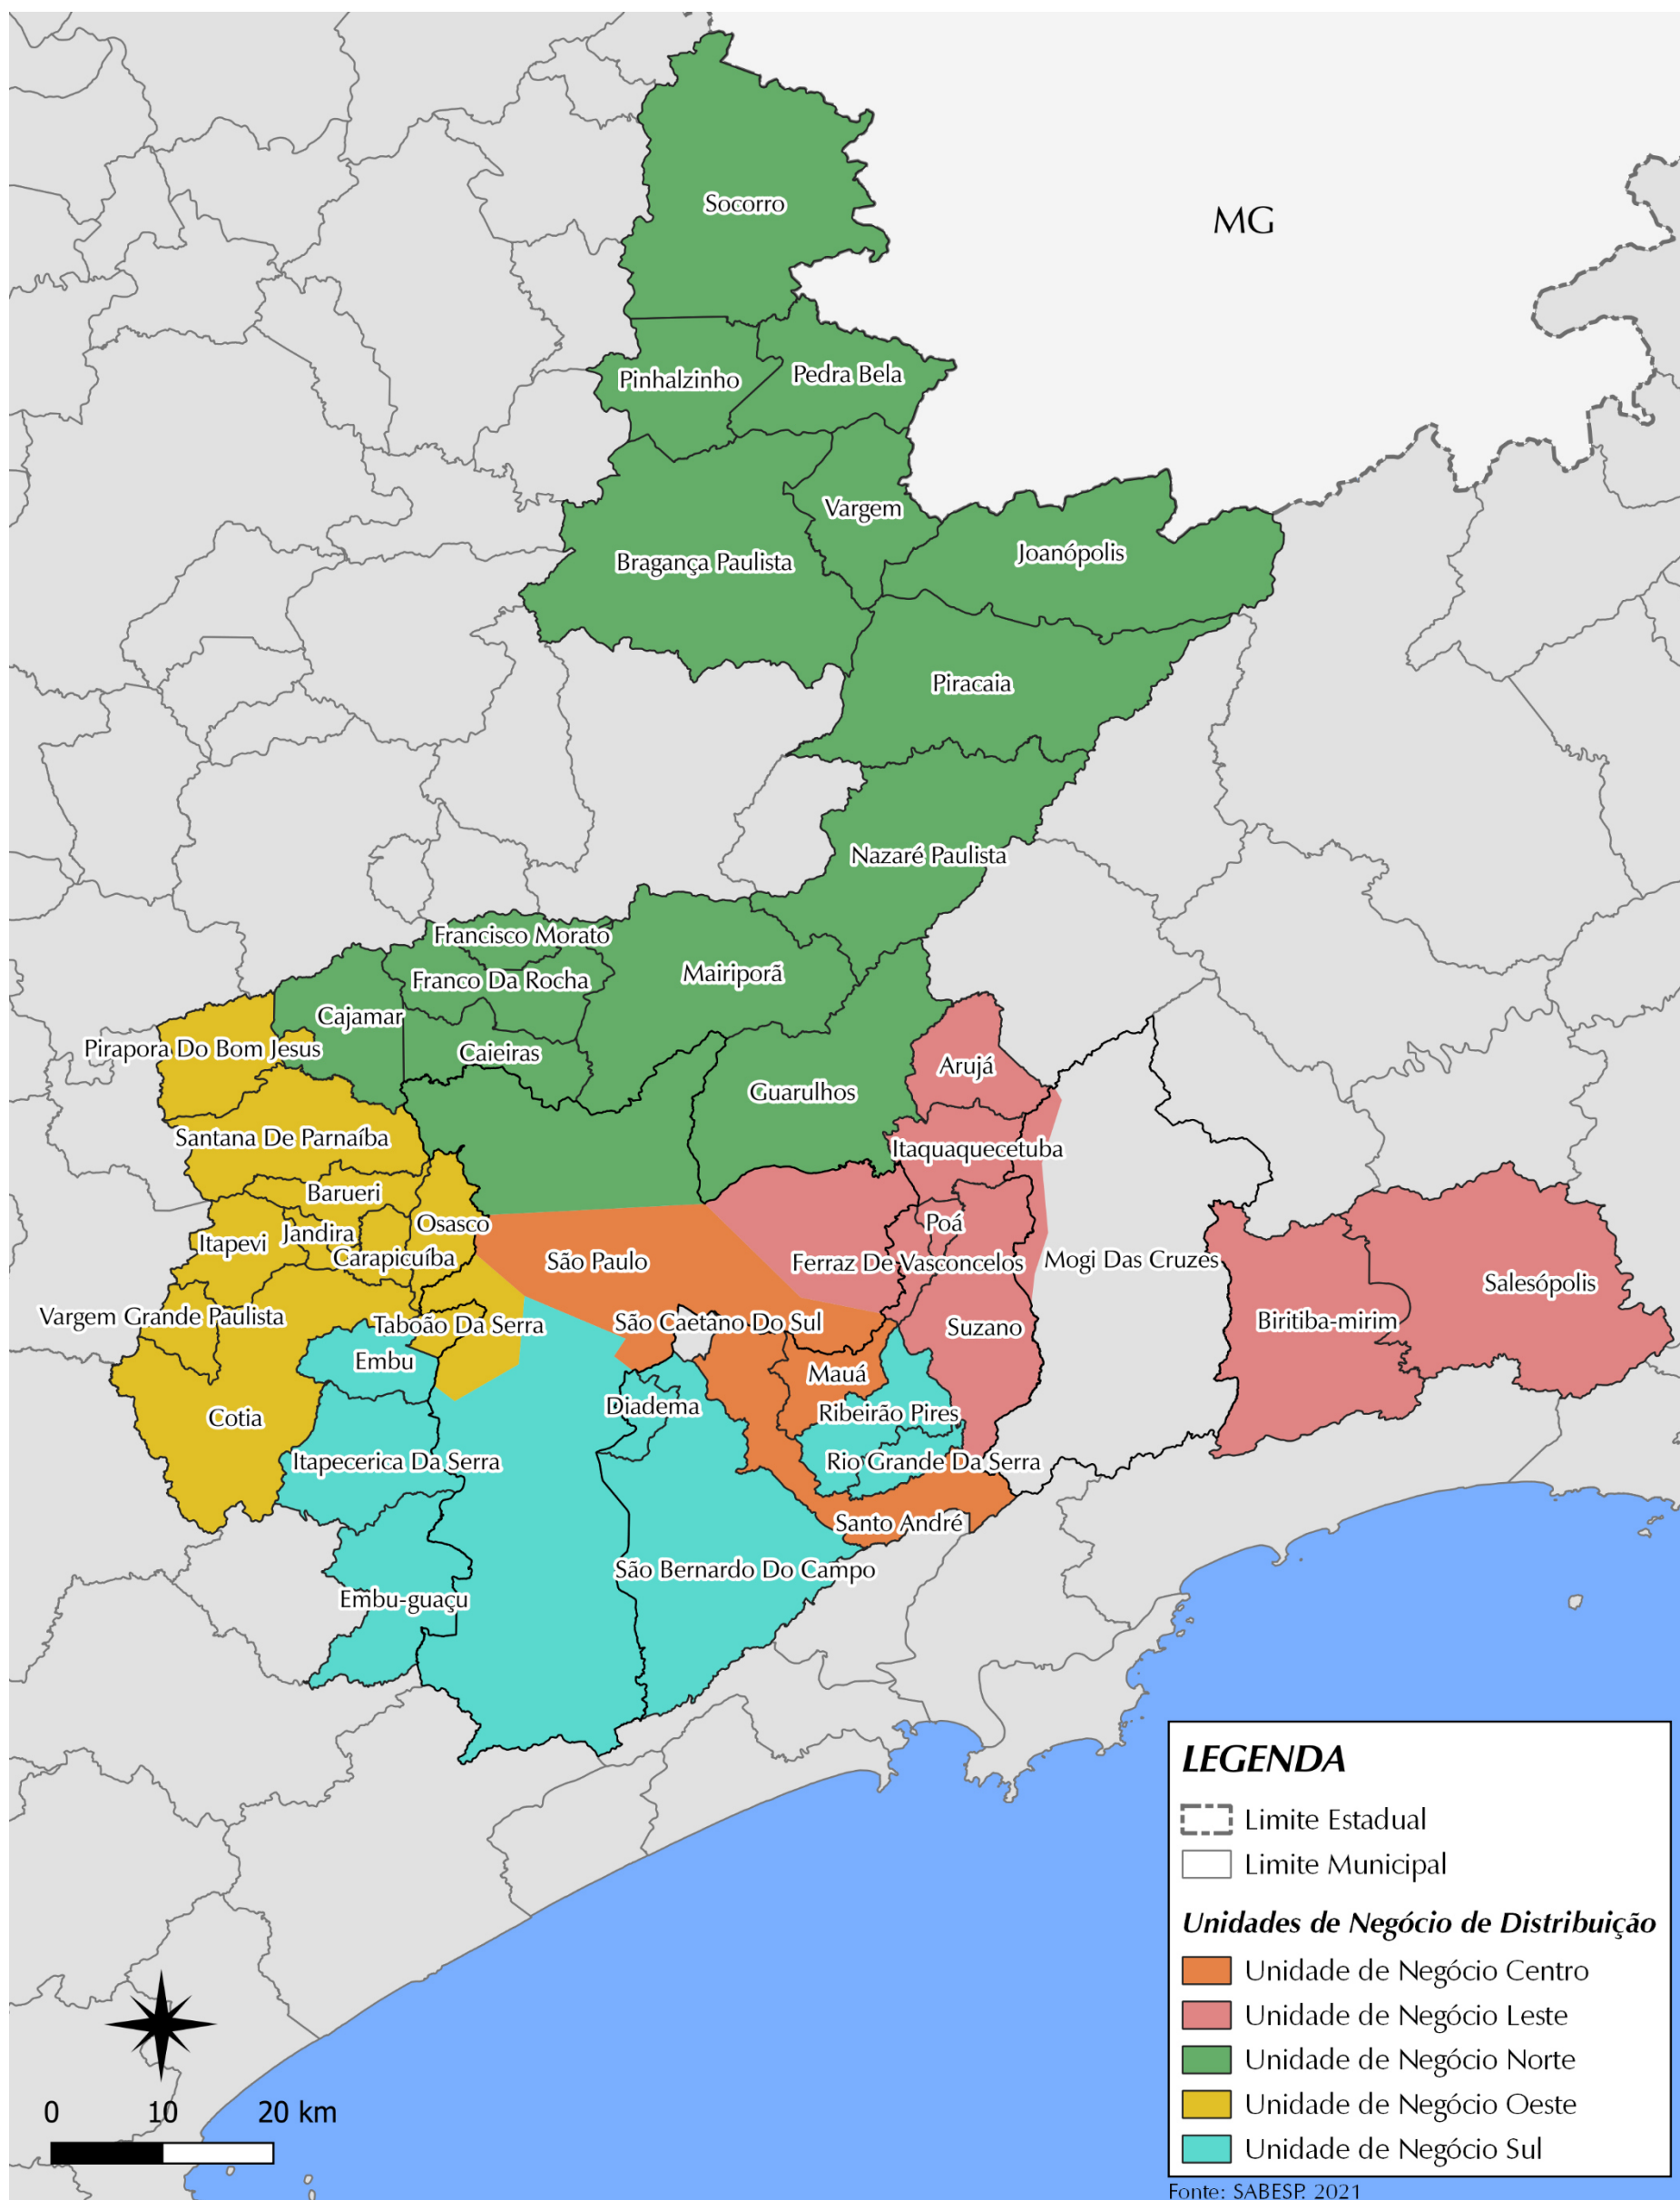 Socorro
MG
Pinhalzinho
Pedra Bela
Vargem
Bragança Paulista
Joanópolis
Piracaia
Nazaré Paulista
Francisco Morato
Franco Da Rocha
Mairiporã
Cajamar
Pirapora Do Bom Jesus
Caieiras
Arujá
Guarulhos
Santana De Parnaíba
Itaquaquecetuba
Barueri
Osasco
Poá
Jandira
Itapevi
Carapicuíba
São Paulo
Ferraz De Vasconcelos
Mogi Das Cruzes
Salesópolis
Vargem Grande Paulista
Taboão Da Serra
São Caetano Do Sul
Suzano
Biritiba-mirim
Embu
Mauá
Diadema
Ribeirão Pires
Cotia
Itapecerica Da Serra
Rio Grande Da Serra
Santo André
São Bernardo Do Campo
Embu-guaçu
LEGENDA
Limite Estadual
Limite Municipal
Unidades de Negócio de Distribuição
Unidade de Negócio Centro
Unidade de Negócio Leste
Unidade de Negócio Norte
Unidade de Negócio Oeste
Unidade de Negócio Sul
0 10 20 km
Fonte: SABESP. 2021